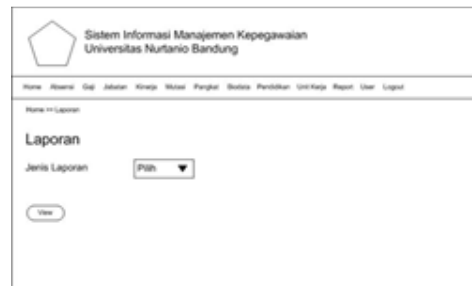 Sistem Informasi Manajemen Kepegawaian
Universitas Nurtanio Bandung
Home Absensi Gaji Jabatan Kinerja Mutasi Pangkat Biodata Pendidikan Unit Kerja Report User Logout
Home >> Laporan
Laporan
Jenis Laporan Pilih
View